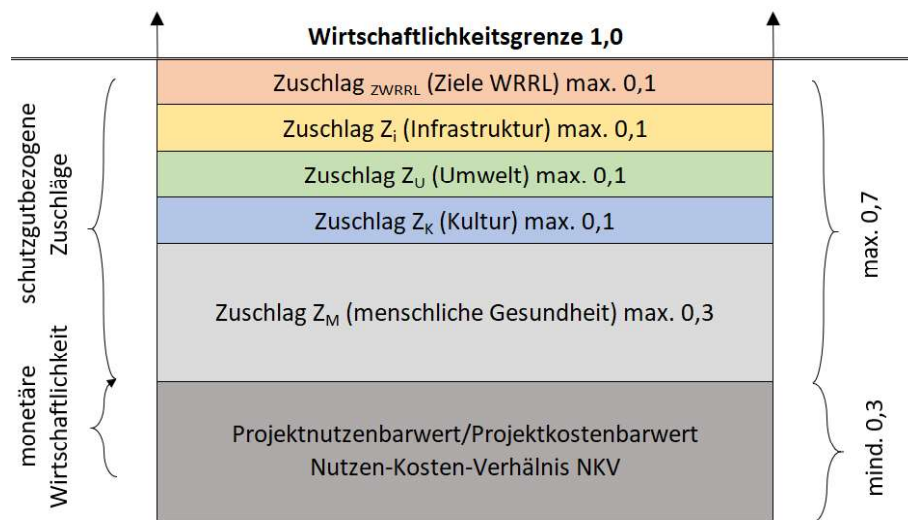 Wirtschaftlichkeitsgrenze 1,0
Zuschlag ZWRRL (Ziele WRRL) max. 0,1
Zuschlag Zi (Infrastruktur) max. 0,1
Zuschlag ZU (Umwelt) max. 0,1
Zuschlag ZK (Kultur) max. 0,1
Zuschlag ZM (menschliche Gesundheit) max. 0,3
Projektnutzenbarwert/Projektkostenbarwert
Nutzen-Kosten-Verhälnis NKV
schutzgutbezogene
Zuschläge
monetäre
Wirtschaftlichkeit
max. 0,7
mind. 0,3